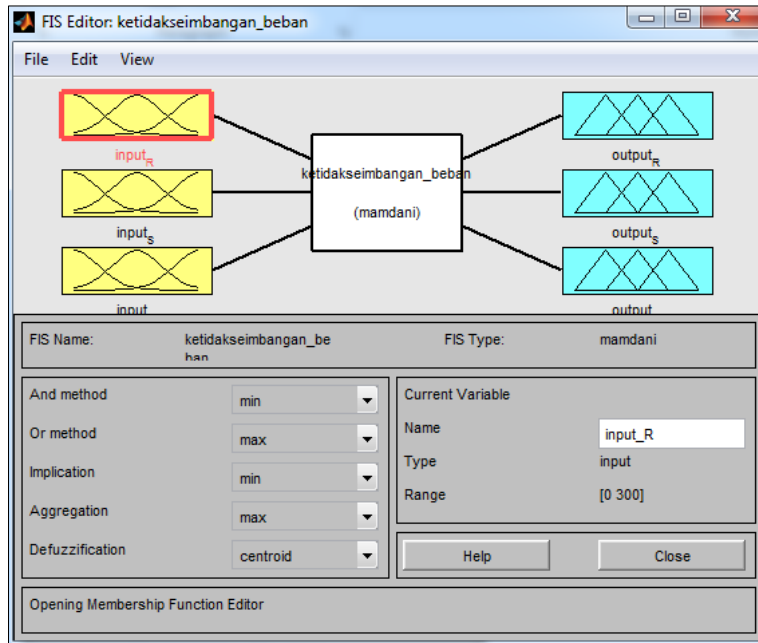 FIS Editor: ketidakseimbangan_beban
File Edit View
input_R
output_R
ketidakseimbangan_beban
(mamdani)
input_S
output_S
input
output
FIS Name: ketidakseimbangan_be
ban
FIS Type: mamdani
And method min
Or method max
Implication min
Aggregation max
Defuzzification centroid
Current Variable
Name input_R
Type input
Range [0 300]
Help Close
Opening Membership Function Editor